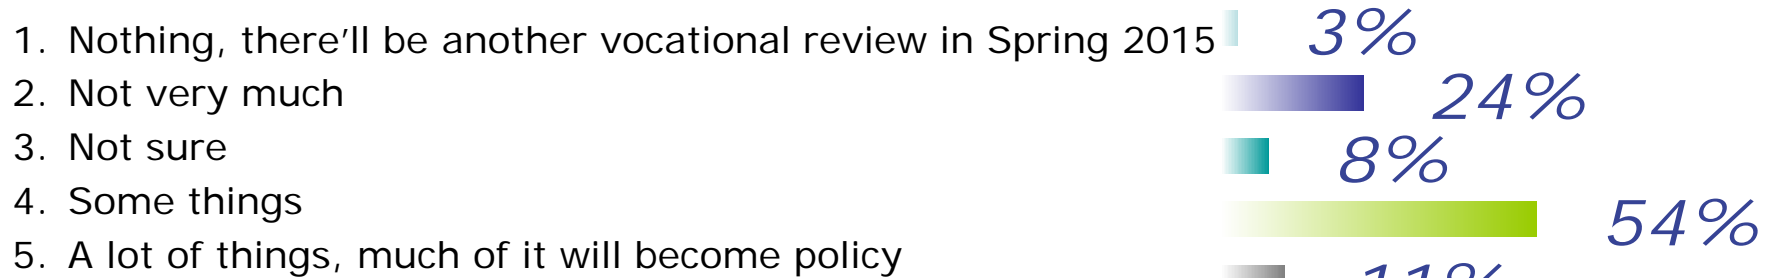 1. Nothing, there'll be another vocational review in Spring 2015 3%
2. Not very much 24%
3. Not sure 8%
4. Some things 54%
5. A lot of things, much of it will become policy 11%